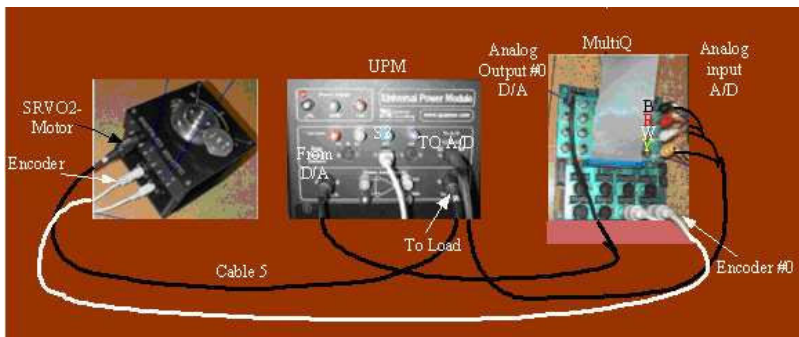 Analog
Output #0
D/A
MultiQ
Analog
input
A/D
UPM
SRVO2-
Motor
Encoder
Universal Power Module
From
D/A
S3
TO A/D
B
R
W
Y
To Load
Cable 5
Encoder #0